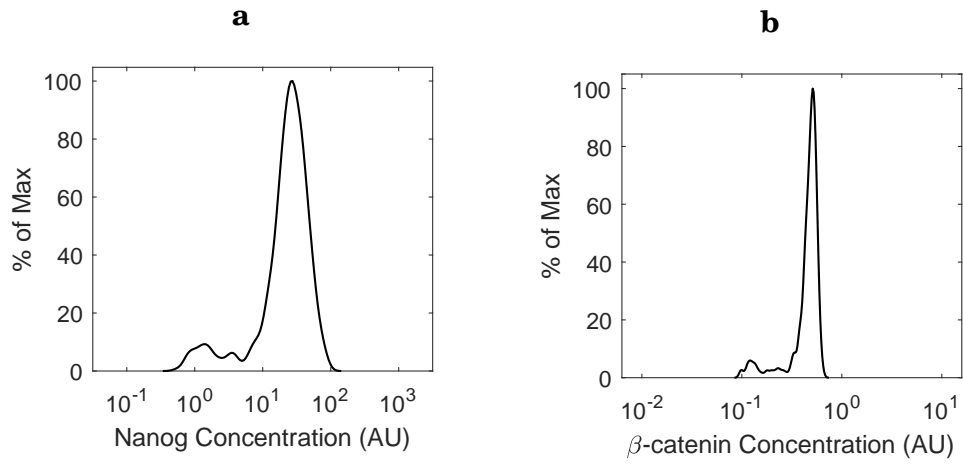 a
100
80
60
40
20
0
% of Max
10^-1 10^0 10^1 10^2 10^3
Nanog Concentration (AU)
b
100
80
60
40
20
0
% of Max
10^-2 10^-1 10^0 10^1
β-catenin Concentration (AU)